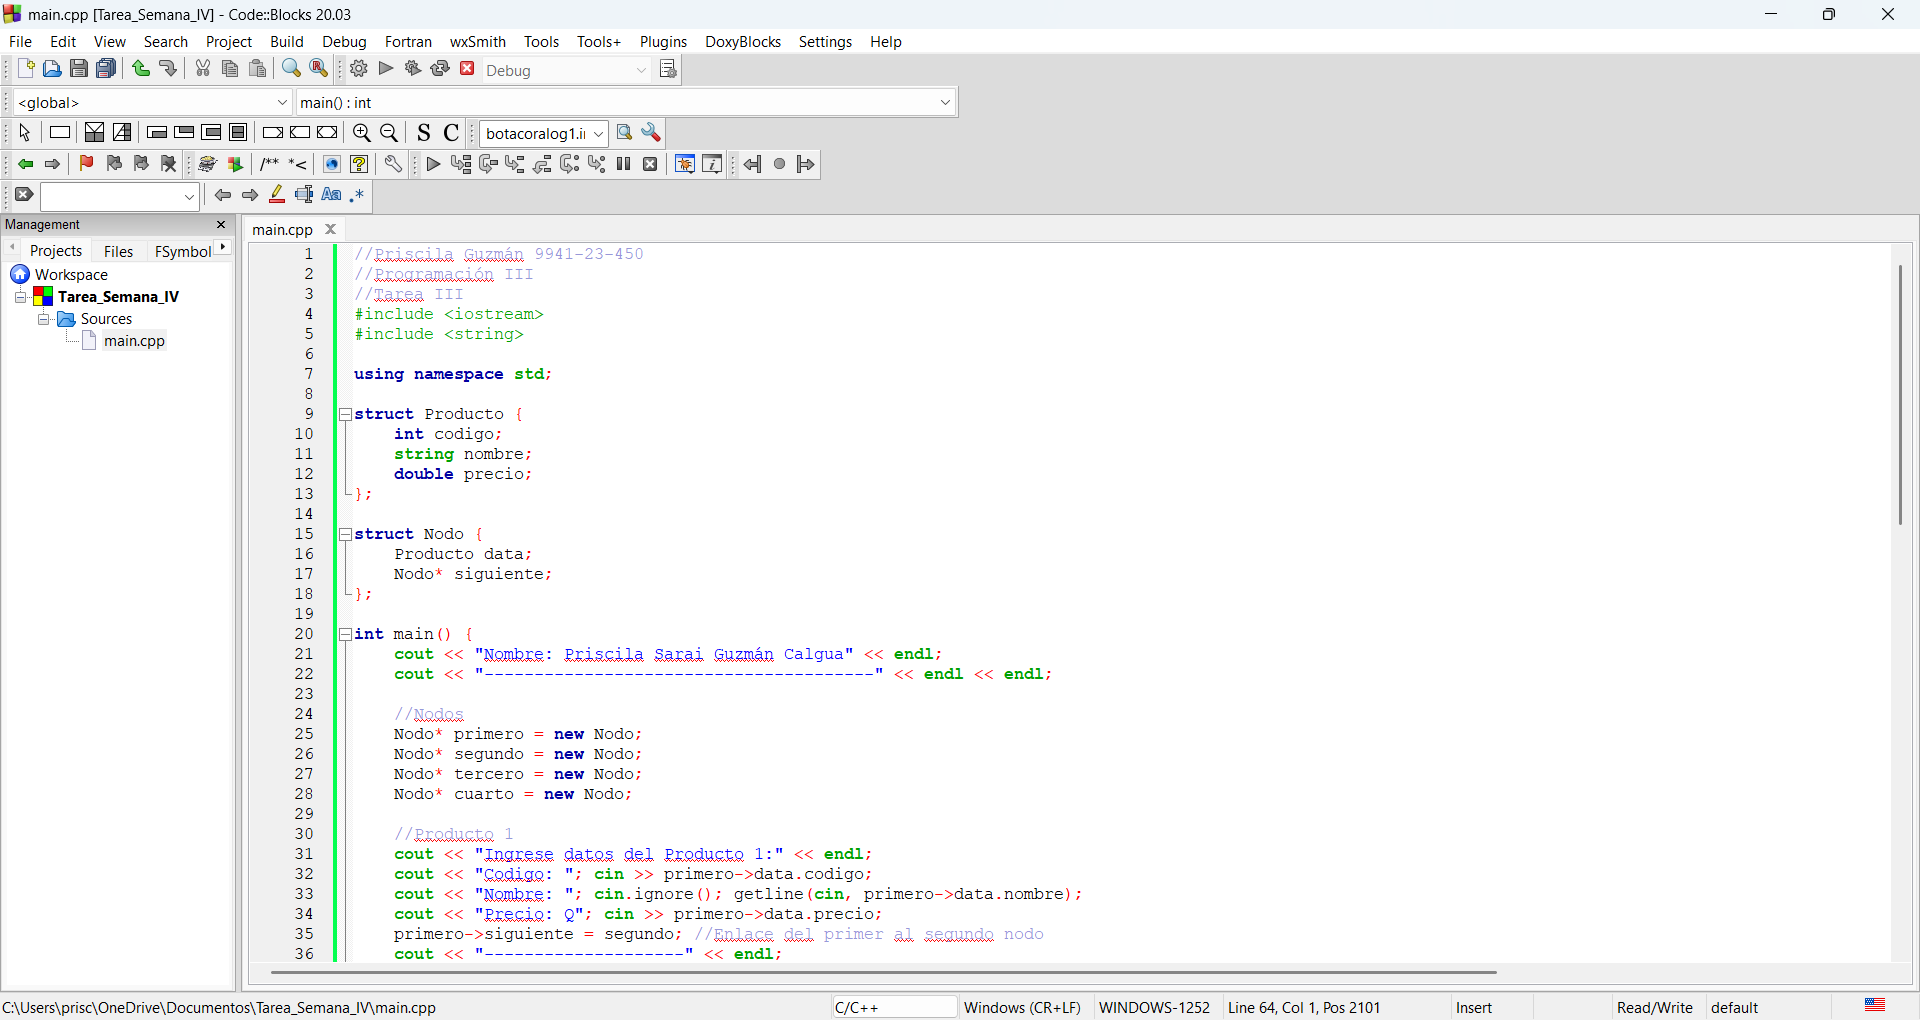 main.cpp [Tarea_Semana_IV] - Code::Blocks 20.03
File Edit View Search Project Build Debug Fortran wxSmith Tools Tools+ Plugins DoxyBlocks Settings Help
Debug
<global> main() : int
S C botacoralog1.
/** *<
Aa .*
Management
Projects Files FSymbol
Workspace
Tarea_Semana_IV
Sources
main.cpp
main.cpp
1 //Priscila Guzmán 9941-23-450
2 //Programación III
3 //Tarea III
4 #include <iostream>
5 #include <string>
6
7 using namespace std;
8
9 struct Producto {
10 int codigo;
11 string nombre;
12 double precio;
13 };
14
15 struct Nodo {
16 Producto data;
17 Nodo* siguiente;
18 };
19
20 int main() {
21 cout << "Nombre: Priscila Sarai Guzmán Calgua" << endl;
22 cout << "---------------------------------------" << endl << endl;
23
24 //Nodos
25 Nodo* primero = new Nodo;
26 Nodo* segundo = new Nodo;
27 Nodo* tercero = new Nodo;
28 Nodo* cuarto = new Nodo;
29
30 //Producto 1
31 cout << "Ingrese datos del Producto 1:" << endl;
32 cout << "Codigo: "; cin >> primero->data.codigo;
33 cout << "Nombre: "; cin.ignore(); getline(cin, primero->data.nombre);
34 cout << "Precio: Q"; cin >> primero->data.precio;
35 primero->siguiente = segundo; //Enlace del primer al segundo nodo
36 cout << "--------------------" << endl;
C:\Users\prisc\OneDrive\Documentos\Tarea_Semana_IV\main.cpp C/C++ Windows (CR+LF) WINDOWS-1252 Line 64, Col 1, Pos 2101 Insert Read/Write default